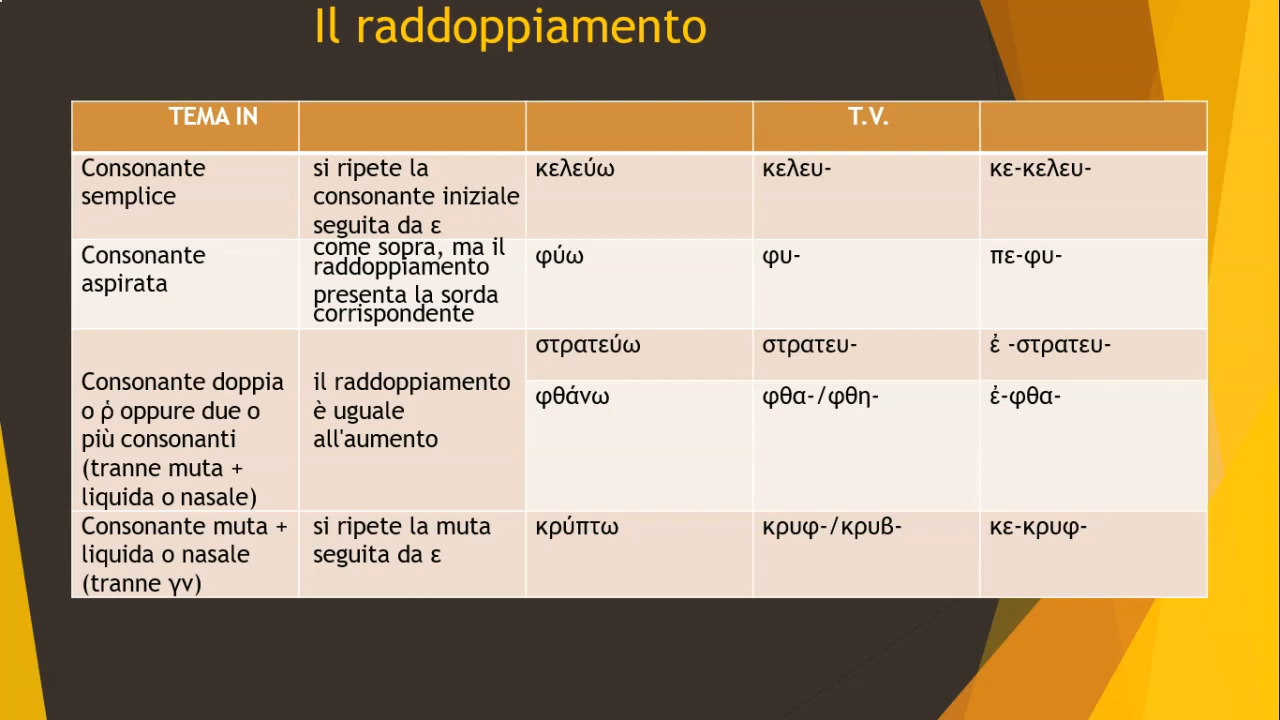 Il raddoppiamento
TEMA IN
T.V.
Consonante
semplice
si ripete la
consonante iniziale
seguita da ε
κελεύω
κελευ-
κε-κελευ-
Consonante
aspirata
come sopra, ma il
raddoppiamento
presenta la sorda
corrispondente
φύω
φυ-
πε-φυ-
Consonante doppia
o ῥ oppure due o
più consonanti
(tranne muta +
liquida o nasale)
il raddoppiamento
è uguale
all'aumento
στρατεύω
στρατευ-
ἐ -στρατευ-
φθάνω
φθα-/φθη-
ἐ-φθα-
Consonante muta +
liquida o nasale
(tranne γν)
si ripete la muta
seguita da ε
κρύπτω
κρυφ-/κρυβ-
κε-κρυφ-